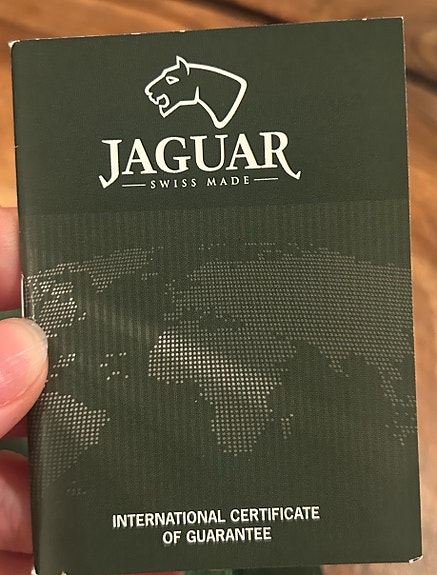 JAGUAR
SWISS MADE
INTERNATIONAL CERTIFICATE
OF GUARANTEE